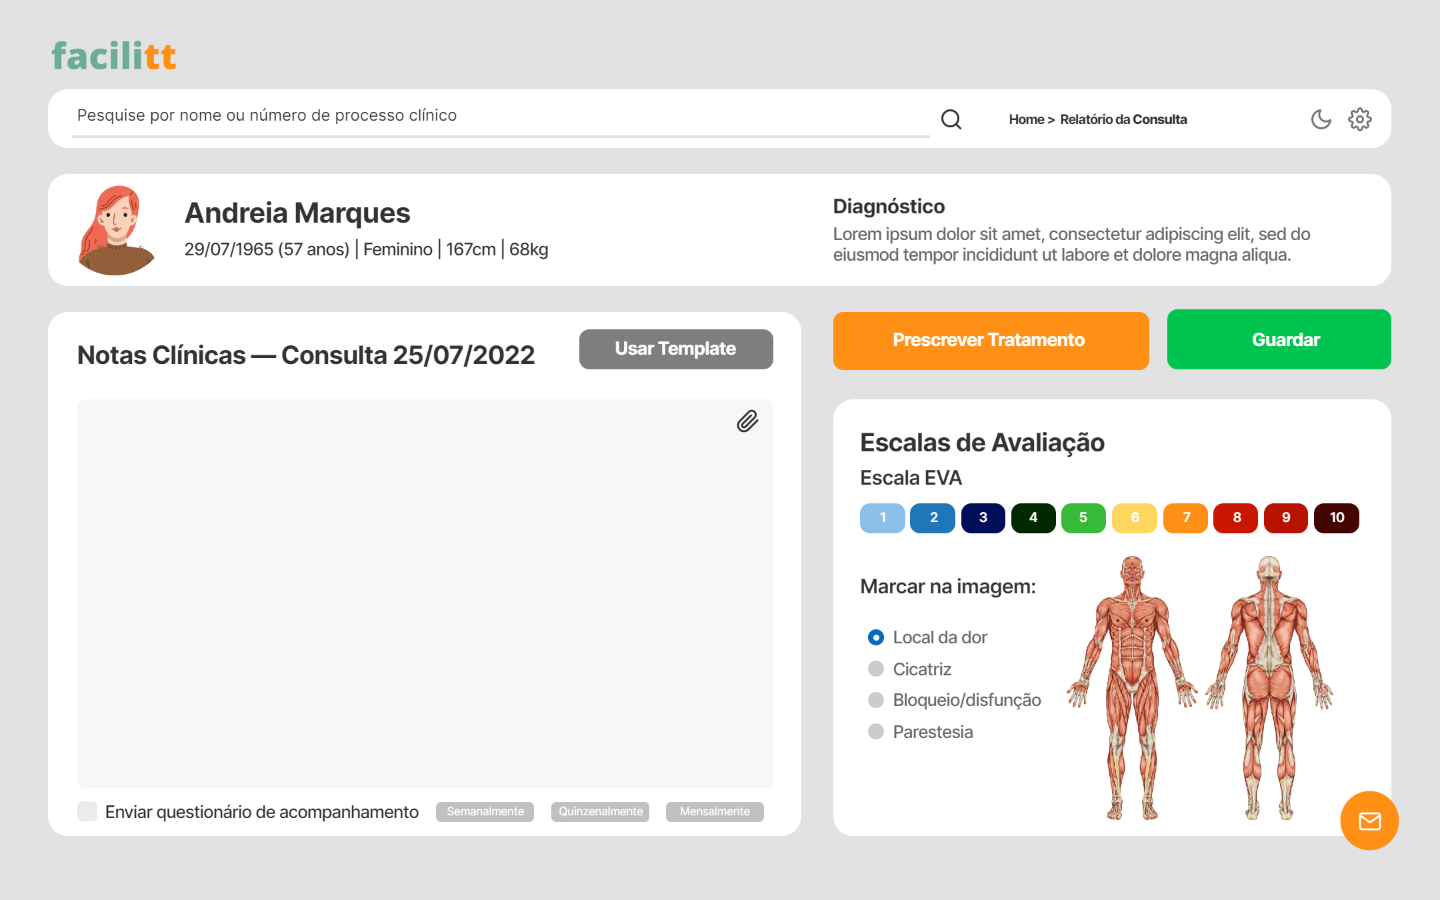 facilitt
Pesquise por nome ou número de processo clínico
Home > Relatório da Consulta
Andreia Marques
29/07/1965 (57 anos) | Feminino | 167cm | 68kg
Diagnóstico
Lorem ipsum dolor sit amet, consectetur adipiscing elit, sed do
eiusmod tempor incididunt ut labore et dolore magna aliqua.
Notas Clínicas — Consulta 25/07/2022
Usar Template
Enviar questionário de acompanhamento
Semanalmente
Quinzenalmente
Mensalmente
Prescrever Tratamento
Guardar
Escalas de Avaliação
Escala EVA
1 2 3 4 5 6 7 8 9 10
Marcar na imagem:
Local da dor
Cicatriz
Bloqueio/disfunção
Parestesia